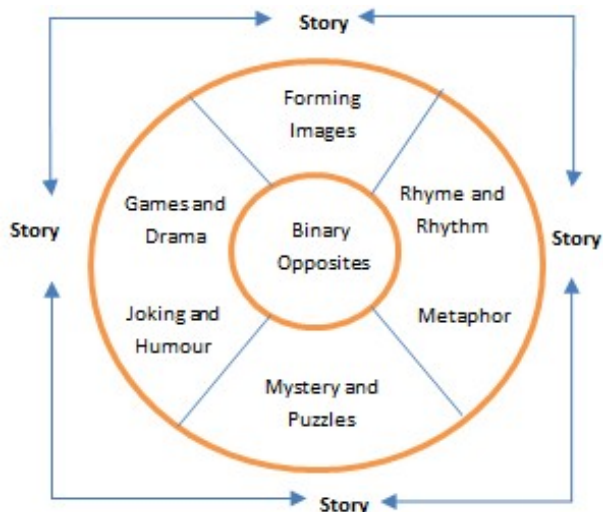 Story
Forming
Images
Games and
Drama
Rhyme and
Rhythm
Story
Binary
Opposites
Story
Joking and
Humour
Metaphor
Mystery and
Puzzles
Story